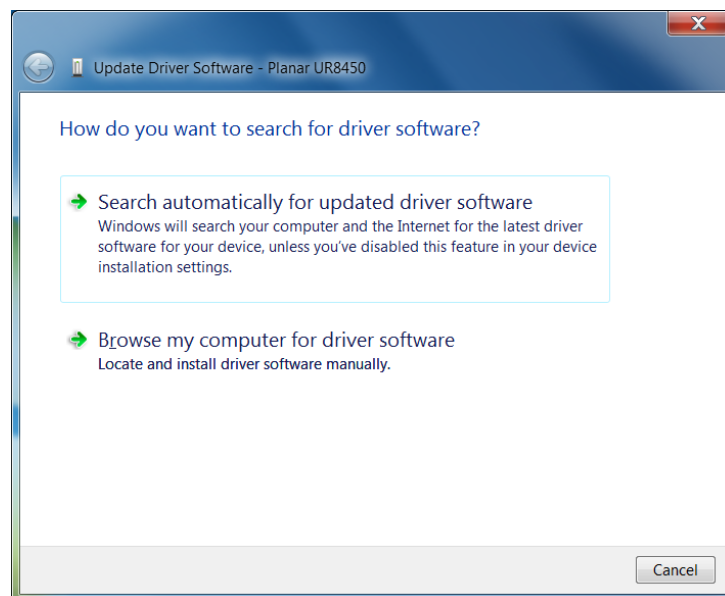 Update Driver Software - Planar UR8450
How do you want to search for driver software?
Search automatically for updated driver software
Windows will search your computer and the Internet for the latest driver
software for your device, unless you've disabled this feature in your device
installation settings.
Browse my computer for driver software
Locate and install driver software manually.
Cancel